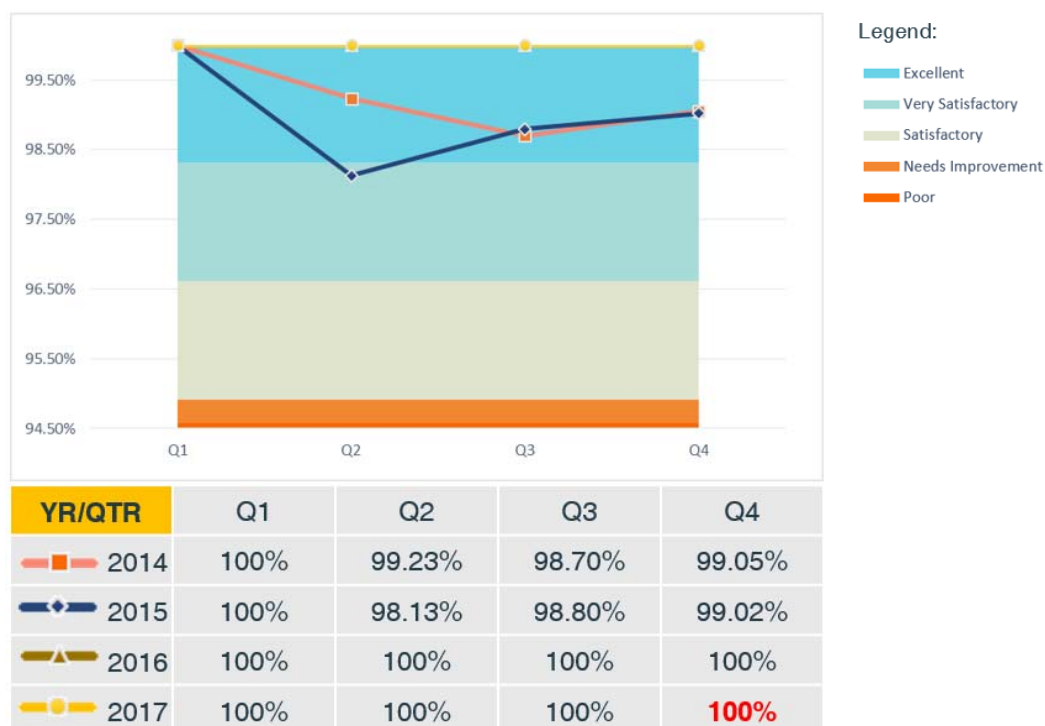 Legend:
Excellent
Very Satisfactory
Satisfactory
Needs Improvement
Poor
99.50%
98.50%
97.50%
96.50%
95.50%
94.50%
Q1 Q2 Q3 Q4
YR/QTR Q1 Q2 Q3 Q4
2014 100% 99.23% 98.70% 99.05%
2015 100% 98.13% 98.80% 99.02%
2016 100% 100% 100% 100%
2017 100% 100% 100% 100%